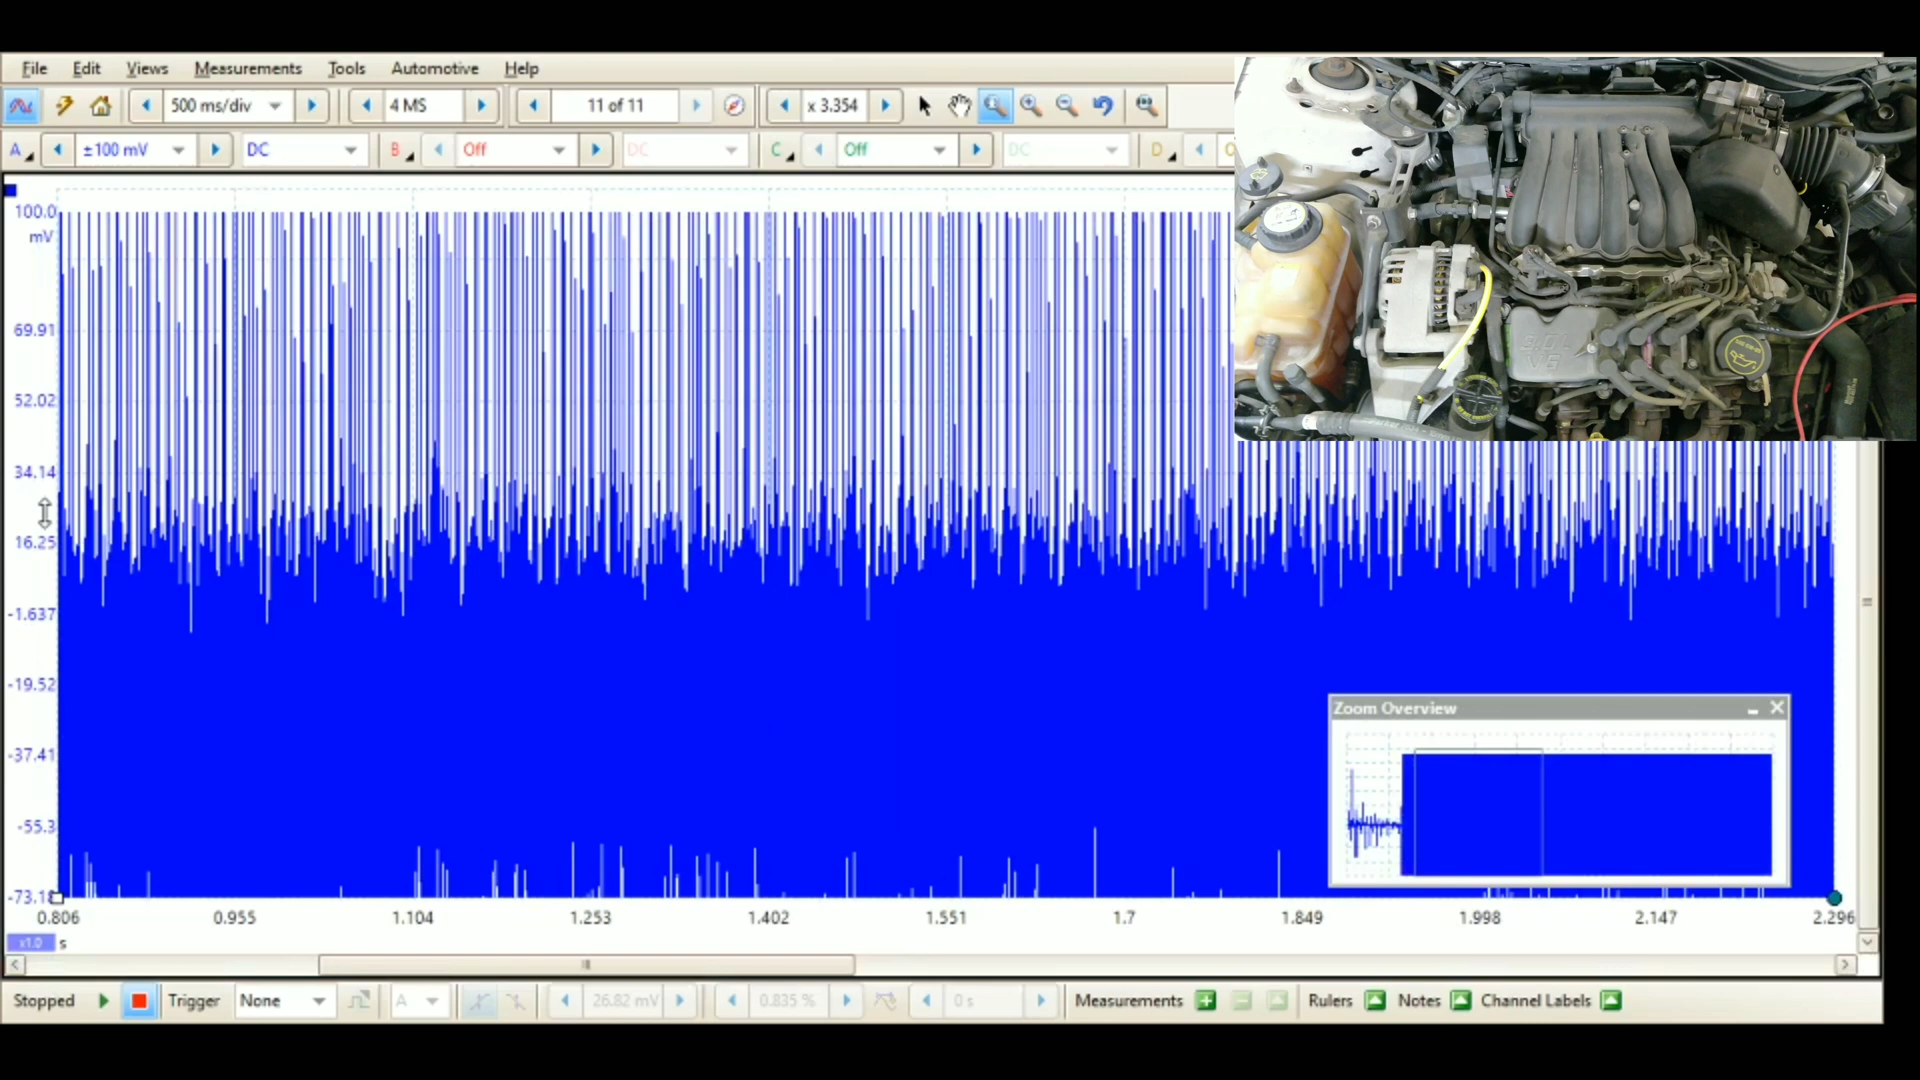 File Edit Views Measurements Tools Automotive Help
500 ms/div 4 MS 11 of 11 x 3.354
A ±100 mV DC B Off DC C Off DC D
100.0
mV
69.91
52.02
34.14
16.25
-1.637
-19.52
-37.41
-55.3
-73.18
0.806 0.955 1.104 1.253 1.402 1.551 1.7 1.849 1.998 2.147 2.296
x1.0 s
Zoom Overview
3.0L
V6
Stopped Trigger None A 26.82 mV 0.835 % 0 s Measurements Rulers Notes Channel Labels